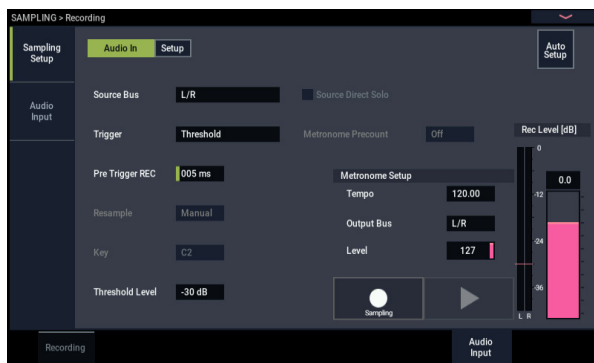 SAMPLING > Recording
Sampling
Setup
Audio In
Setup
Auto
Setup
Audio
Input
Source Bus
L/R
Source Direct Solo
Trigger
Threshold
Metronome Precount
Off
Rec Level [dB]
0
Pre Trigger REC
005 ms
Metronome Setup
0.0
Tempo
120.00
-12
Resample
Manual
Output Bus
L/R
Key
C2
Level
127
-24
Threshold Level
-30 dB
-36
Sampling
L R
Recording
Audio
Input